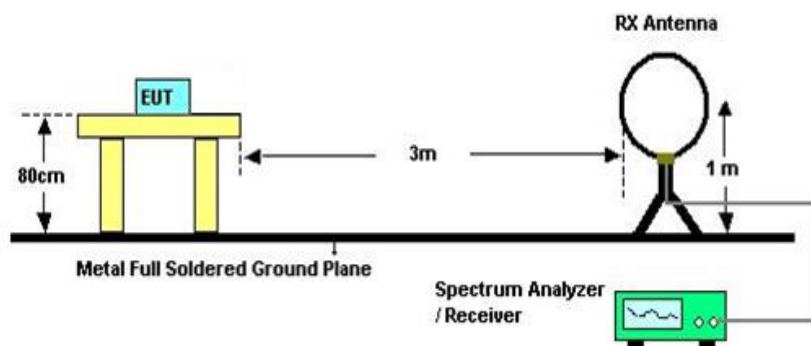 RX Antenna
EUT
3m
80cm
1 m
Metal Full Soldered Ground Plane
Spectrum Analyzer
/ Receiver